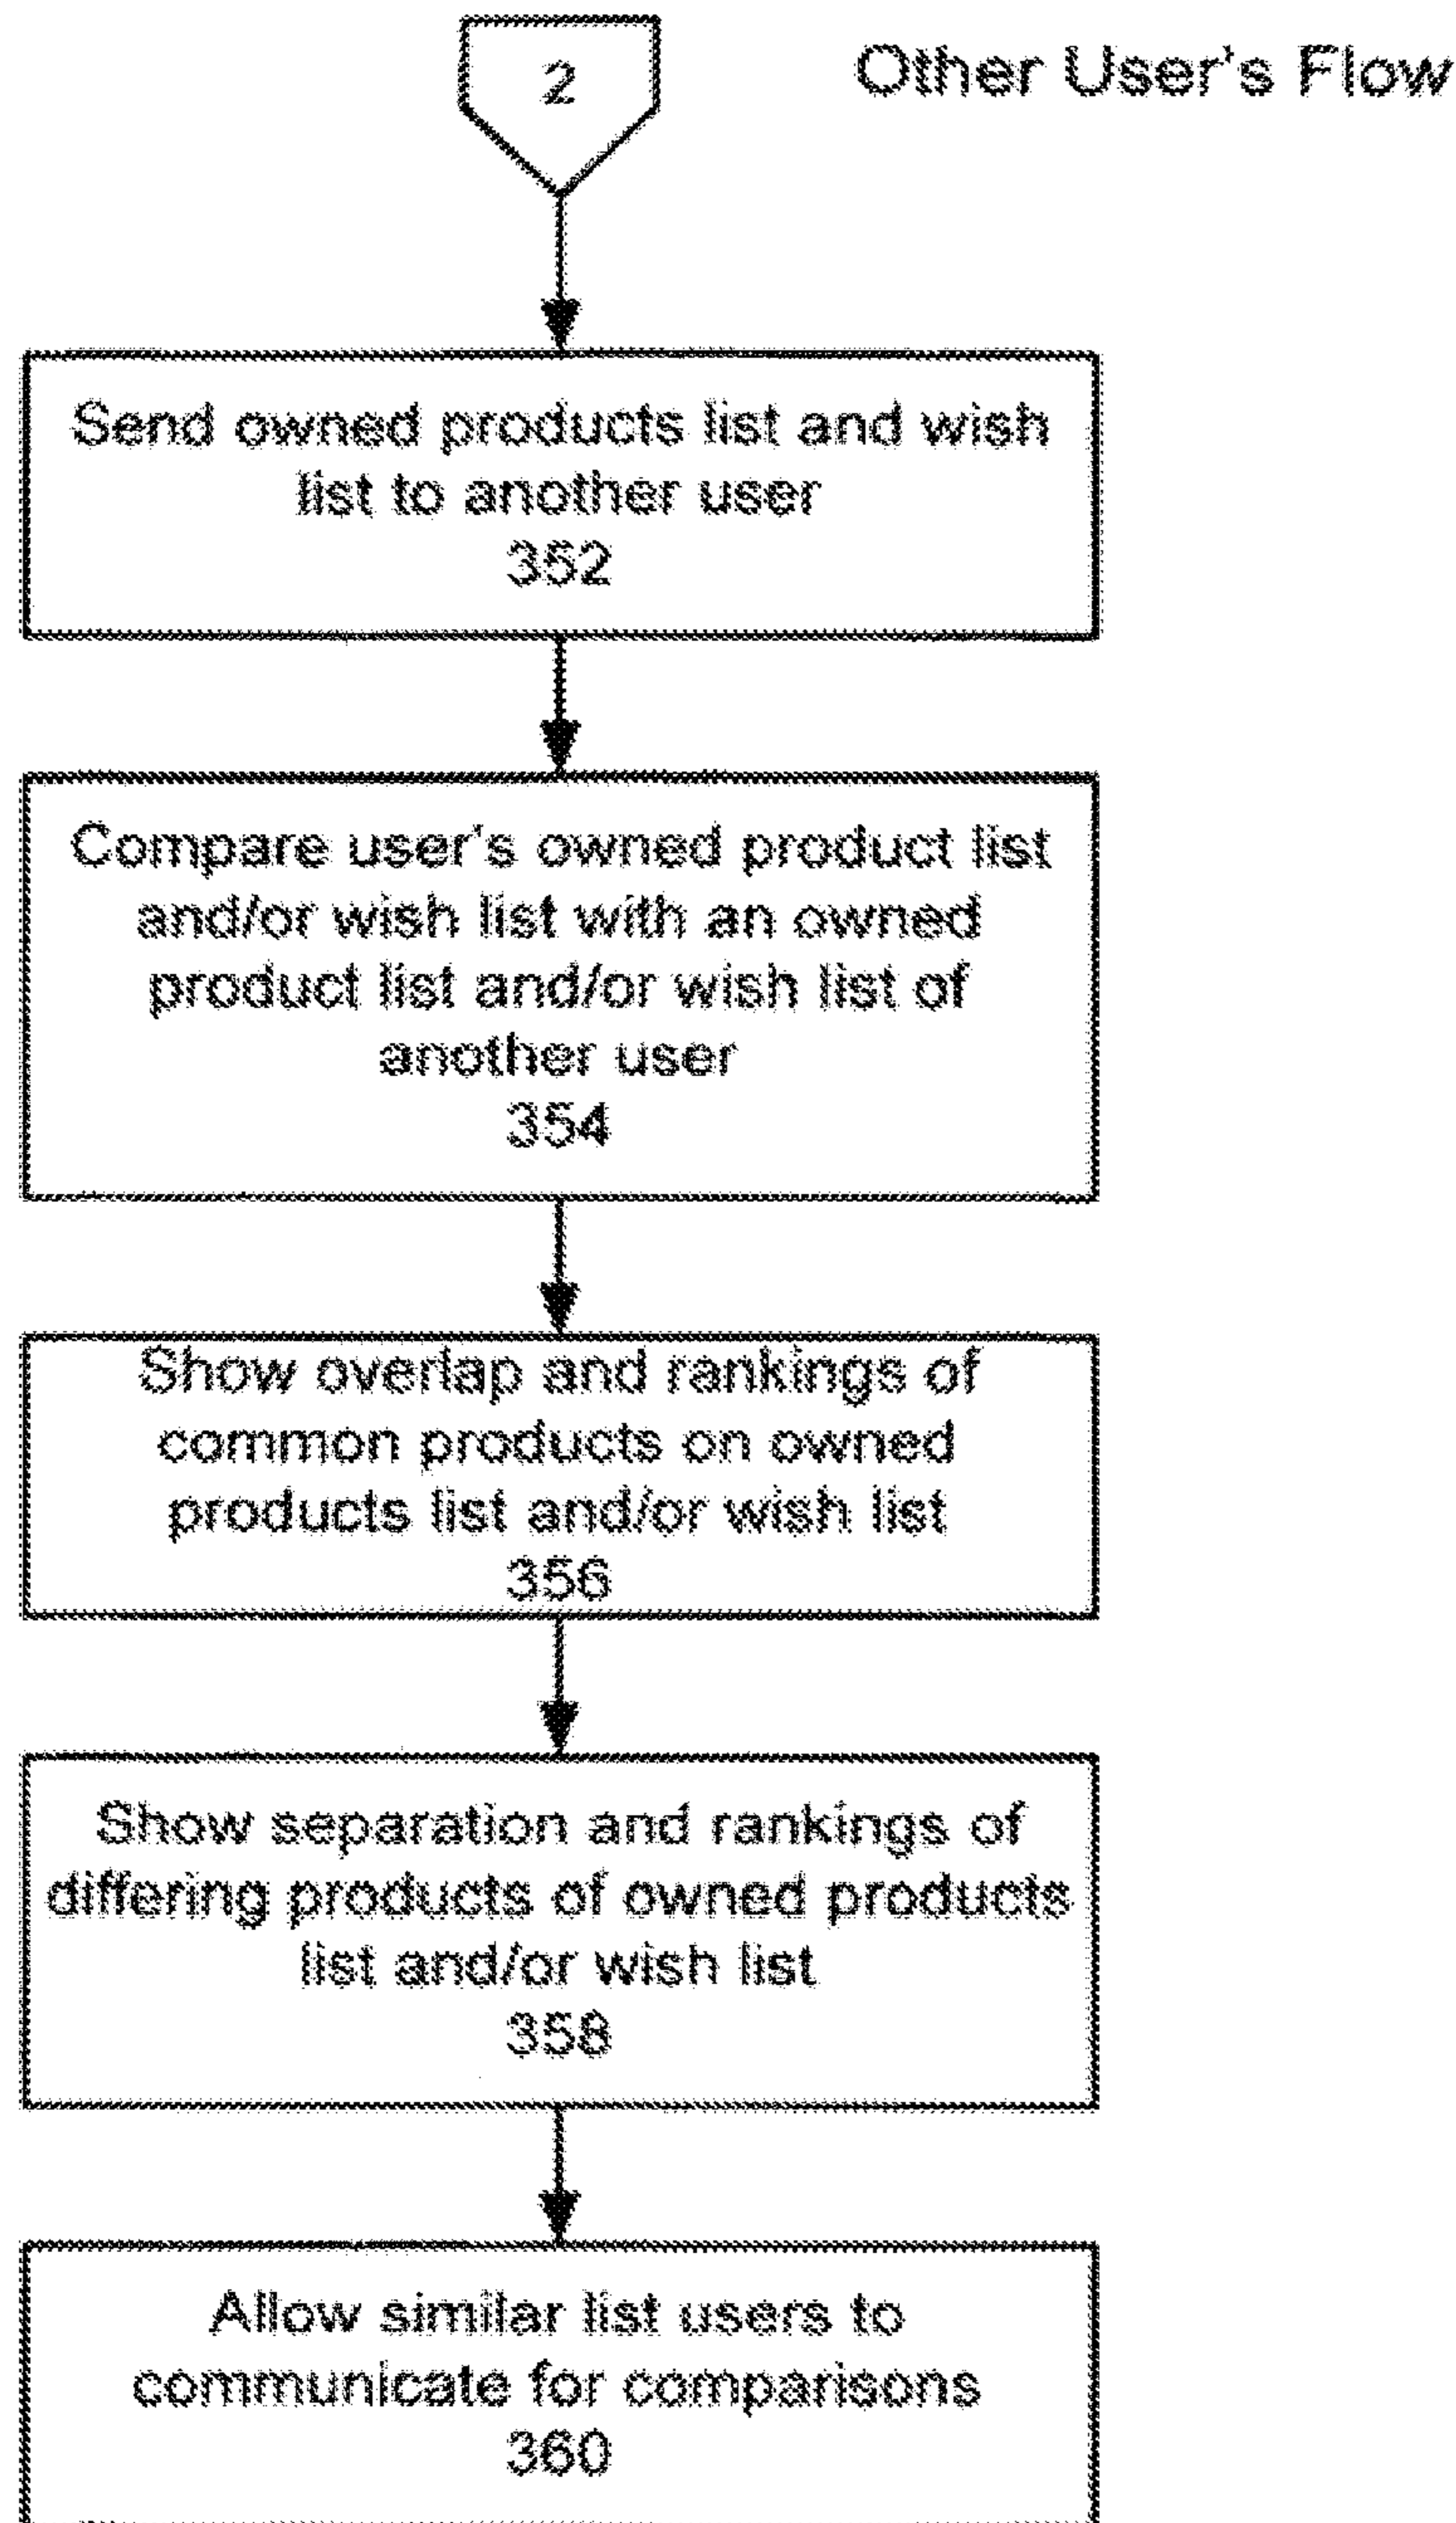 2
Other User's Flow
Send owned products list and wish
list to another user
352
Compare user's owned product list
and/or wish list with an owned
product list and/or wish list of
another user
354
Show overlap and rankings of
common products on owned
products list and/or wish list
356
Show separation and rankings of
differing products of owned products
list and/or wish list
358
Allow similar list users to
communicate for comparisons
360